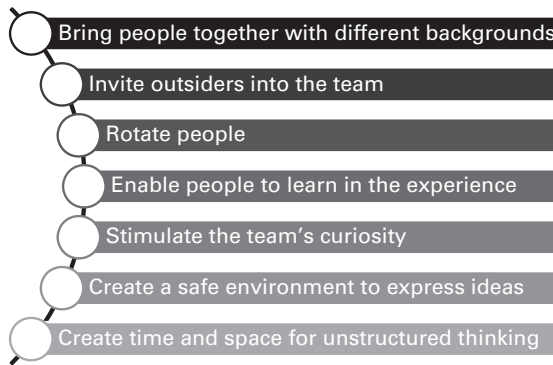 Bring people together with different backgrounds
Invite outsiders into the team
Rotate people
Enable people to learn in the experience
Stimulate the team’s curiosity
Create a safe environment to express ideas
Create time and space for unstructured thinking